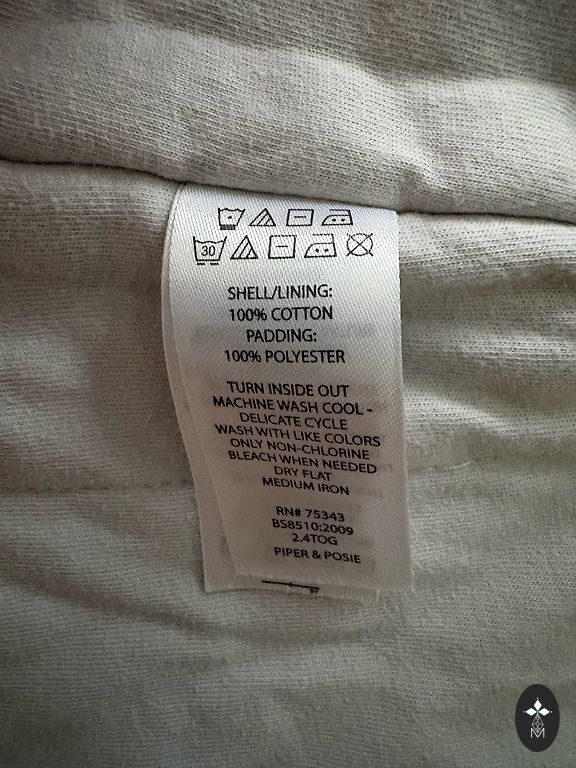 30
SHELL/LINING:
100% COTTON
PADDING:
100% POLYESTER
TURN INSIDE OUT
MACHINE WASH COOL -
DELICATE CYCLE
WASH WITH LIKE COLORS
ONLY NON-CHLORINE
BLEACH WHEN NEEDED
DRY FLAT
MEDIUM IRON
RN# 75343
BS8510:2009
2.4TOG
PIPER & POSIE
M